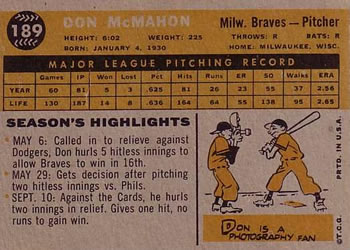 189
DON McMAHON
Milw. Braves — Pitcher
HEIGHT: 6:02 WEIGHT: 225 THROWS: R BATS: R
BORN: JANUARY 4, 1930 HOME: MILWAUKEE, WISC.
MAJOR LEAGUE PITCHING RECORD
Games IP Won Lost Pct. Hits Runs ER SO BB ERA
YEAR 60 81 5 3 .625 81 26 23 55 37 2.56
LIFE 130 187 14 8 .636 164 65 58 138 95
SEASON'S HIGHLIGHTS
• MAY 6: Called in to relieve against
Dodgers, Don hurls 5 hitless innings to
allow Braves to win in 16th.
• MAY 29: Gets decision after pitching
two hitless innings vs. Phils.
• SEPT. 10: Against the Cards, he hurls
two innings in relief. Gives one hit, no
runs to gain win.
DON IS A
PHOTOGRAPHY FAN
©T.C.G. PRTD. IN U.S.A.